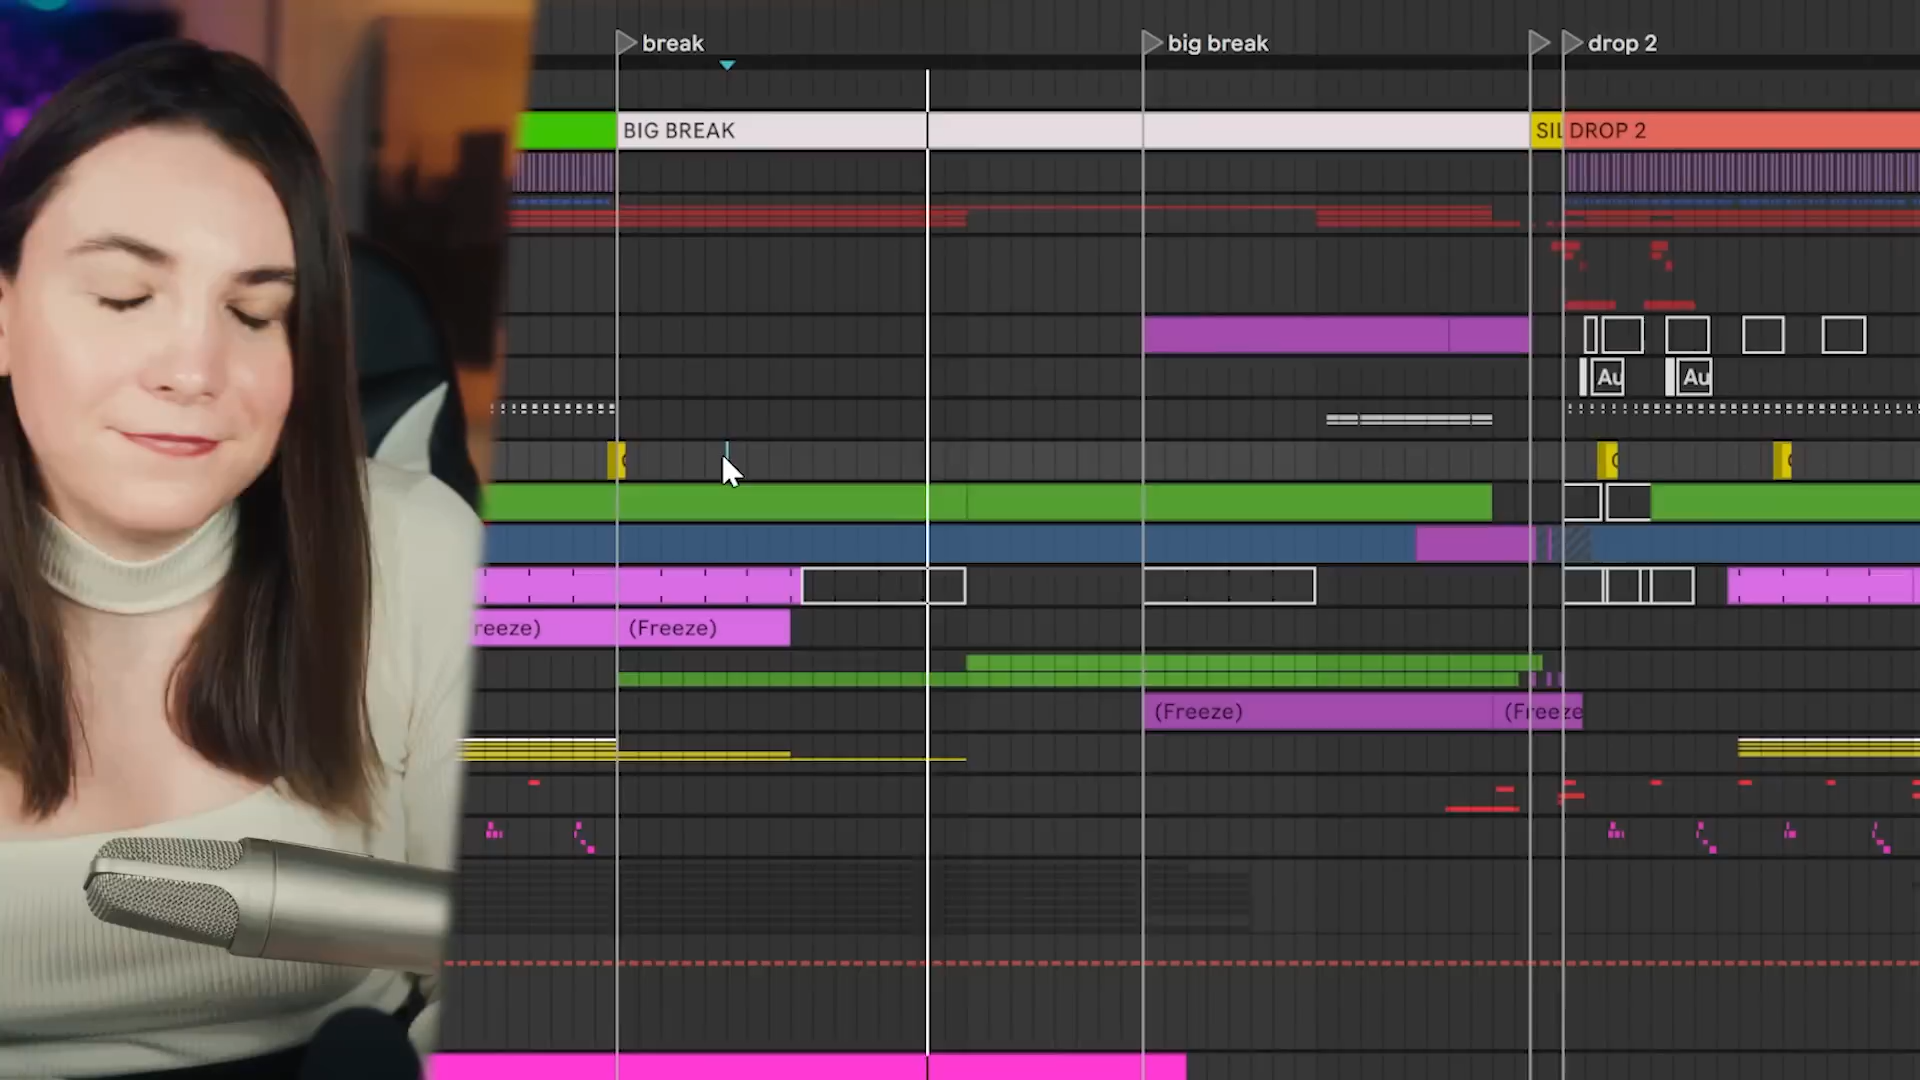 break
big break
drop 2
BIG BREAK
SIL
DROP 2
Au
Au
reeze)
(Freeze)
(Freeze)
(Freeze